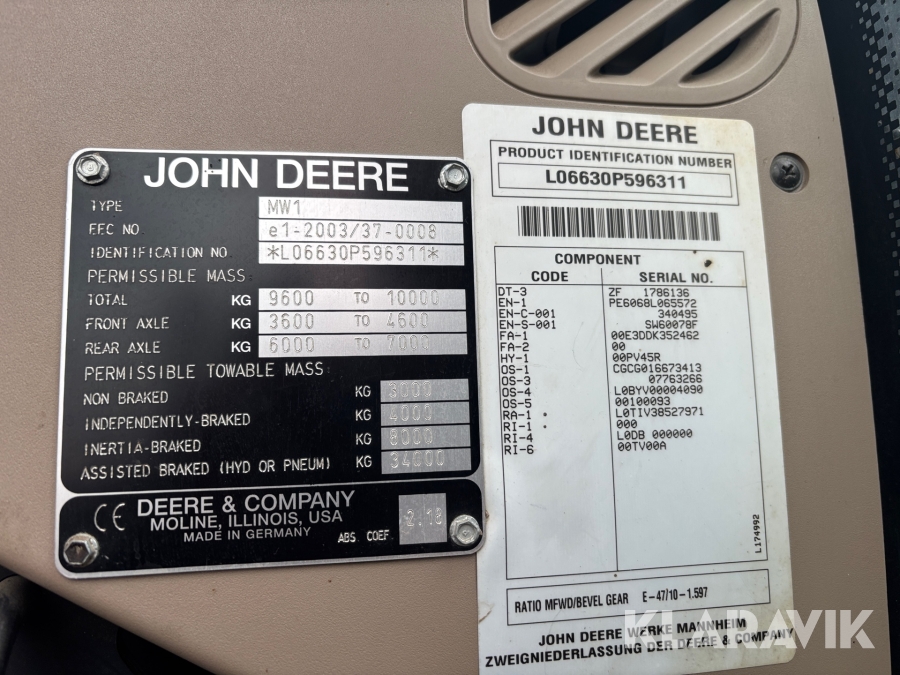 JOHN DEERE
TYPE MW1
EEC NO. e1-2003/37-0008
IDENTIFICATION NO. *L06630P596311*
PERMISSIBLE MASS:
TOTAL KG 9600 TO 10000
FRONT AXLE KG 3600 TO 4600
REAR AXLE KG 6000 TO 7000
PERMISSIBLE TOWABLE MASS:
NON BRAKED KG 3000
INDEPENDENTLY-BRAKED KG 4000
INERTIA-BRAKED KG 8000
ASSISTED BRAKED (HYD OR PNEUM) KG 34600
CE DEERE & COMPANY
MOLINE, ILLINOIS, USA
MADE IN GERMANY
ABS COEF.
JOHN DEERE
PRODUCT IDENTIFICATION NUMBER
L06630P596311
COMPONENT
CODE SERIAL NO.
DT-3 ZF 1786136
EN-1 PE6068L065572
EN-C-001 340495
EN-S-001 SW60078F
FA-1 00E3DDK352462
FA-2 00
HY-1 00PV45R
OS-1 CGCG016673413
OS-3 07763266
OS-4 L0BYV00004090
OS-5 00100093
RA-1 L0TIV38527971
RI-1 000
RI-4 L0DB 000000
RI-6 00TV00A
L174992
RATIO MFWD/BEVEL GEAR E-47/10-1.597
JOHN DEERE WERKE MANNHEIM
ZWEIGNIEDERLASSUNG DER DEERE & COMPANY
KLARAVIK